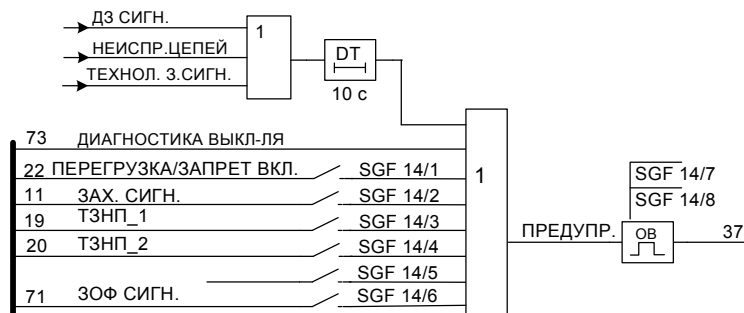 ДЗ СИГН.
1
НЕИСПР.ЦЕПЕЙ
DT
ТЕХНОЛ. З.СИГН.
10 с
73 ДИАГНОСТИКА ВЫКЛ-ЛЯ
22 ПЕРЕГРУЗКА/ЗАПРЕТ ВКЛ. SGF 14/1
1
SGF 14/7
11 ЗАХ. СИГН. SGF 14/2
SGF 14/8
19 ТЗНП_1 SGF 14/3
ПРЕДУПР. ОВ 37
20 ТЗНП_2 SGF 14/4
SGF 14/5
71 ЗОФ СИГН. SGF 14/6